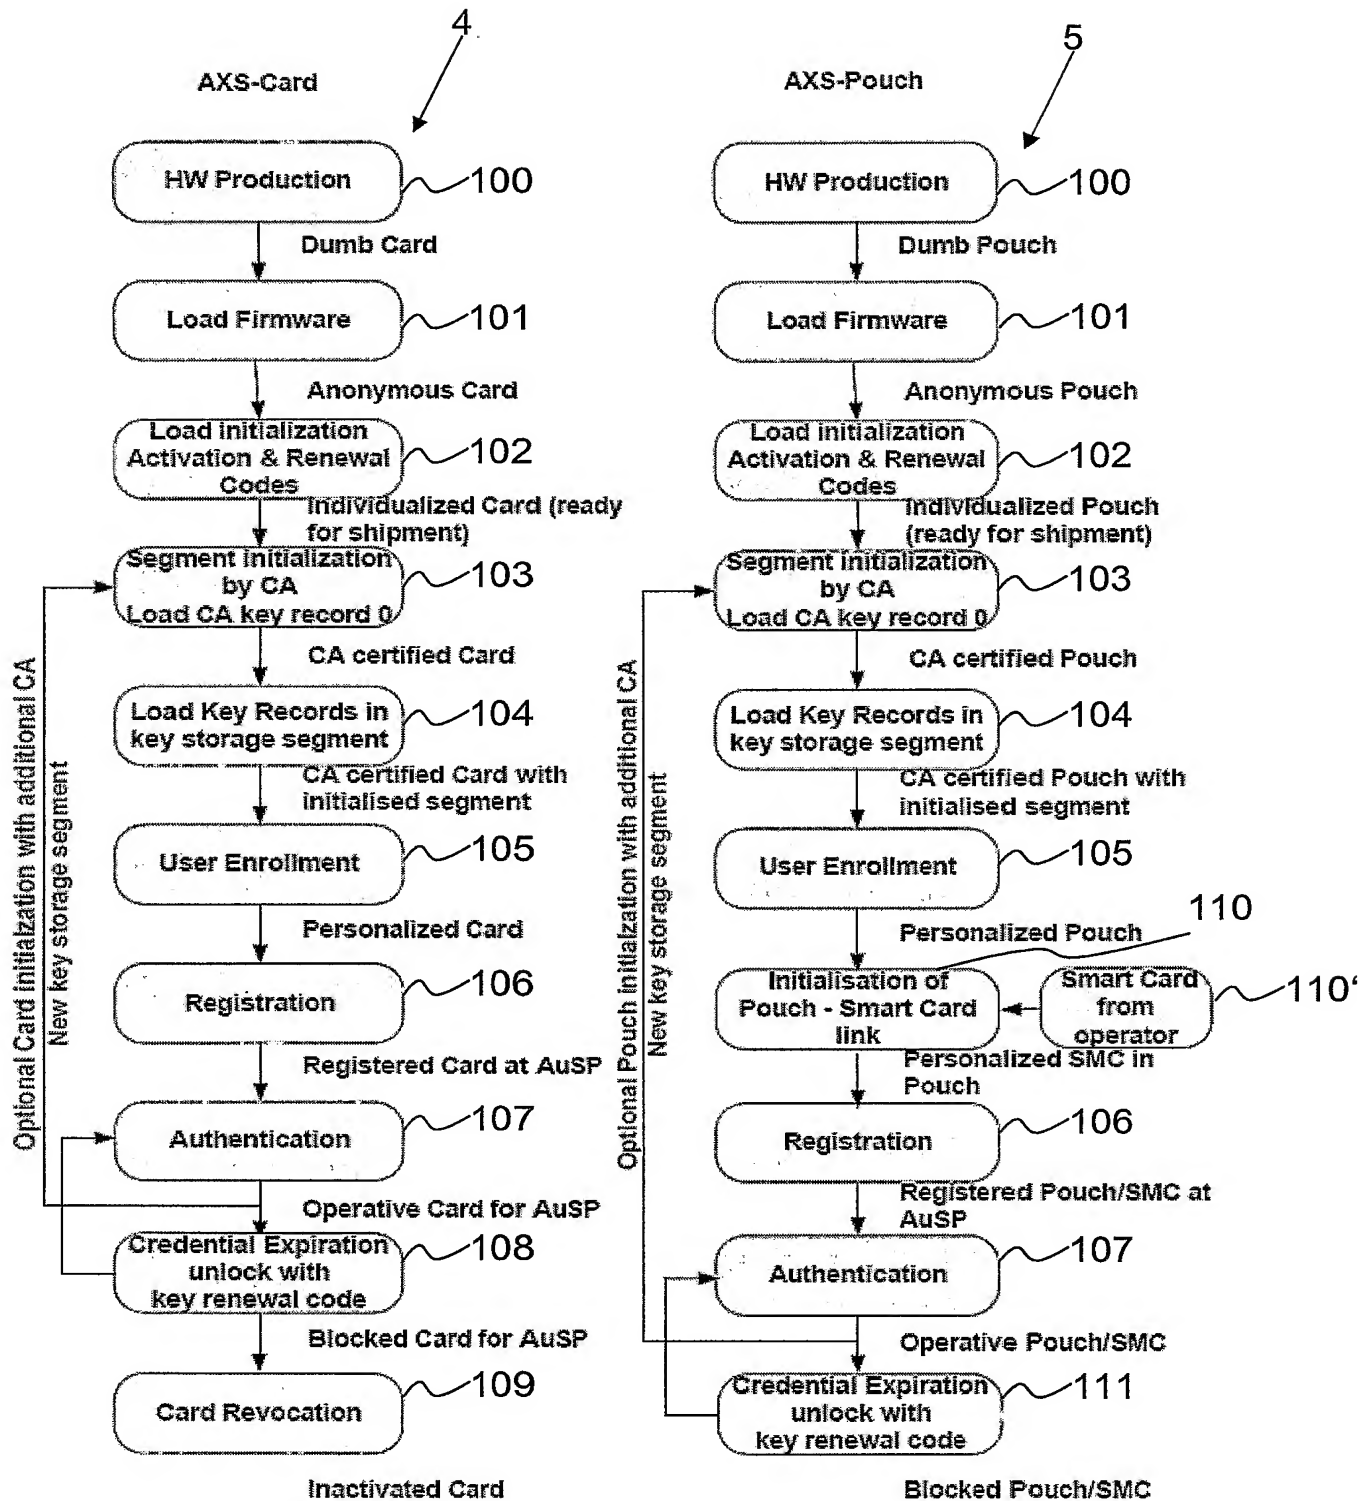 4
AXS-Card
HW Production
100
Dumb Card
Load Firmware
101
Anonymous Card
Load initialization
Activation & Renewal
Codes
102
Individualized Card (ready
for shipment)
Segment initialization
by CA
Load CA key record 0
103
CA certified Card
Load Key Records in
key storage segment
104
CA certified Card with
initialised segment
User Enrollment
105
Personalized Card
Registration
106
Registered Card at AuSP
Authentication
107
Operative Card for AuSP
Credential Expiration
unlock with
key renewal code
108
Blocked Card for AuSP
Card Revocation
109
Inactivated Card
Optional Card initialzation with additional CA
New key storage segment
5
AXS-Pouch
HW Production
100
Dumb Pouch
Load Firmware
101
Anonymous Pouch
Load initialization
Activation & Renewal
Codes
102
Individualized Pouch
(ready for shipment)
Segment initialization
by CA
Load CA key record 0
103
CA certified Pouch
Load Key Records in
key storage segment
104
CA certified Pouch with
initialised segment
User Enrollment
105
Personalized Pouch
110
Initialisation of
Pouch - Smart Card
link
Smart Card
from
operator
110'
Personalized SMC in
Pouch
Registration
106
Registered Pouch/SMC at
AuSP
Authentication
107
Operative Pouch/SMC
Credential Expiration
unlock with
key renewal code
111
Blocked Pouch/SMC
Optional Pouch initialzation with additional CA
New key storage segment